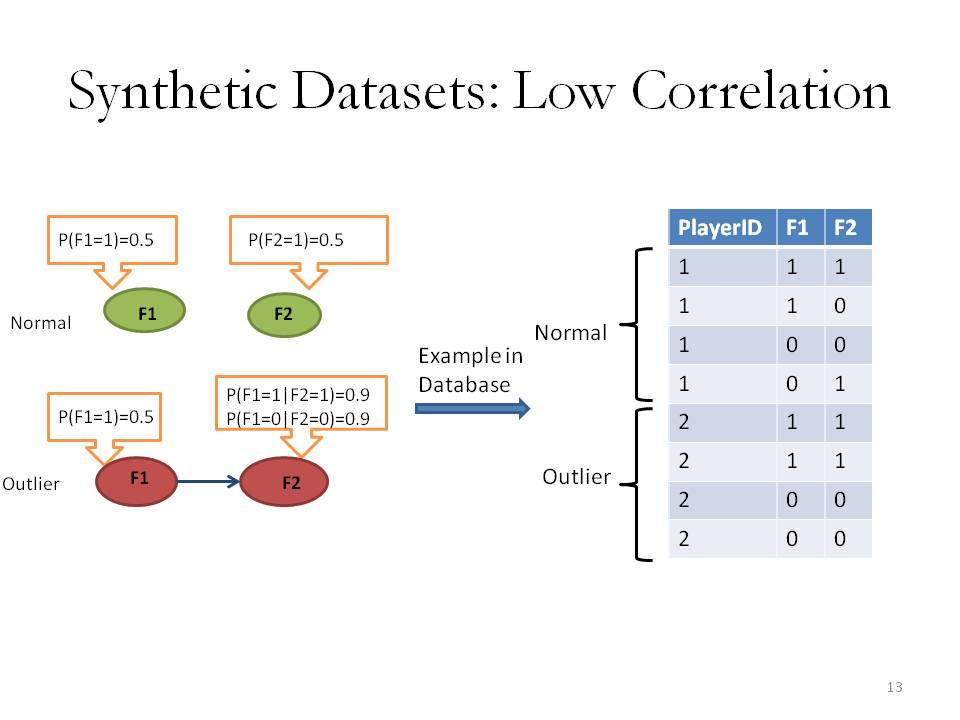 Synthetic Datasets: Low Correlation
P(F1=1)=0.5
P(F2=1)=0.5
F1
F2
Normal
P(F1=1)=0.5
P(F1=1|F2=1)=0.9
P(F1=0|F2=0)=0.9
F1
F2
Outlier
Example in
Database
Normal
Outlier
PlayerID F1 F2
1 1 1
1 1 0
1 0 0
1 0 1
2 1 1
2 1 1
2 0 0
2 0 0
13